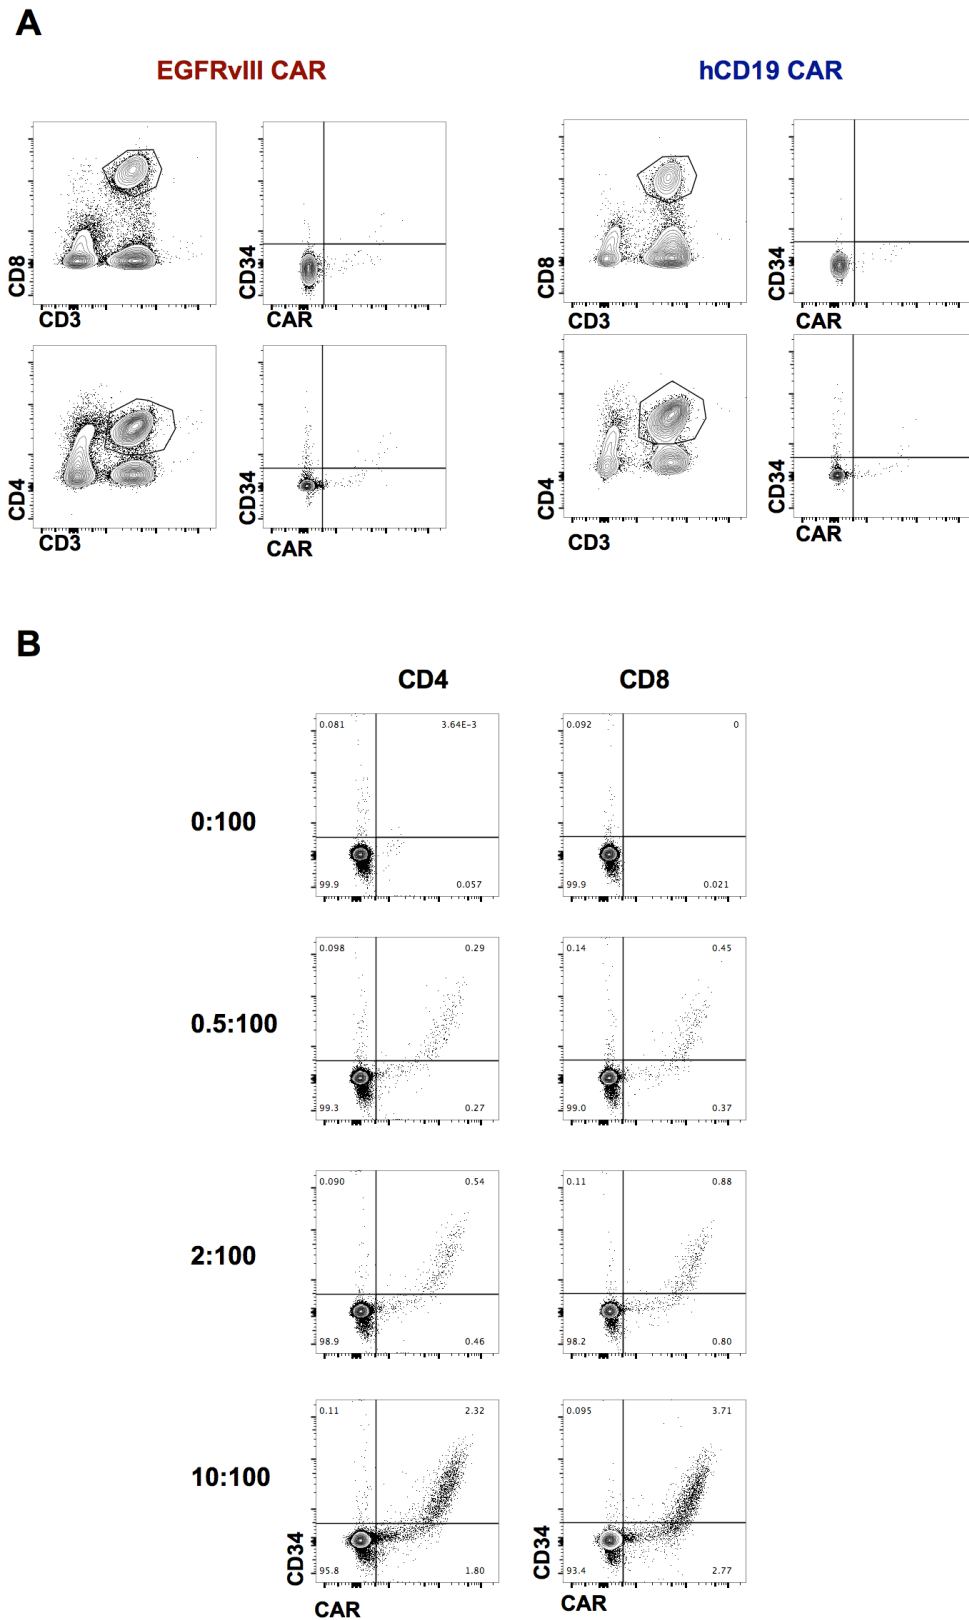 A
EGFRvIII CAR
hCD19 CAR
CD8
CD3
CD34
CAR
CD8
CD3
CD34
CAR
CD4
CD3
CD34
CAR
CD4
CD3
CD34
CAR
B
CD4
CD8
0:100
0.081
3.64E-3
99.9
0.057
0.092
0
99.9
0.021
0.5:100
0.098
0.29
99.3
0.27
0.14
0.45
99.0
0.37
2:100
0.090
0.54
98.9
0.46
0.11
0.88
98.2
0.80
10:100
0.11
2.32
95.8
1.80
CD34
CAR
0.095
3.71
93.4
2.77
CD34
CAR